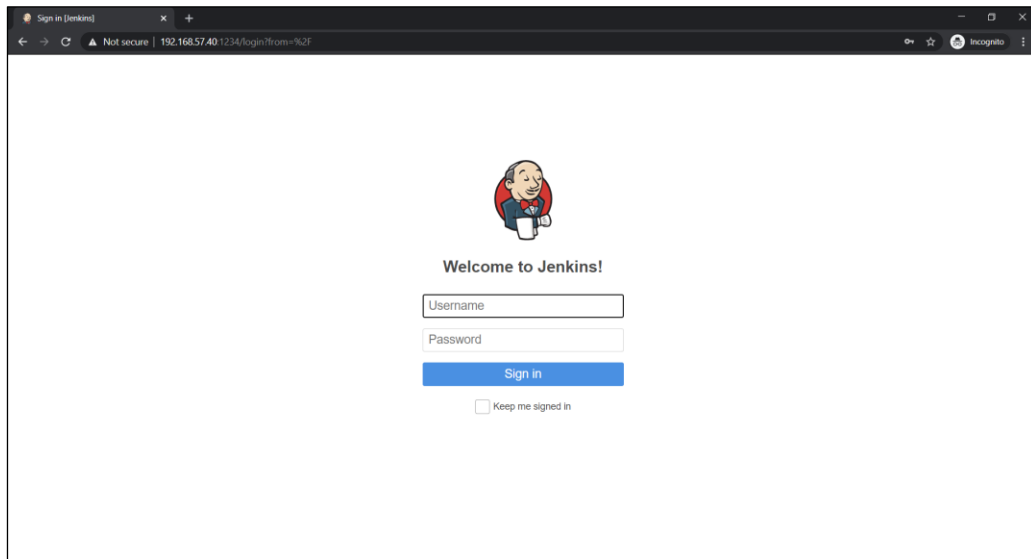 Sign in [Jenkins]
Not secure | 192.168.57.40:1234/login?from=%2F
Incognito
Welcome to Jenkins!
Username
Password
Sign in
Keep me signed in